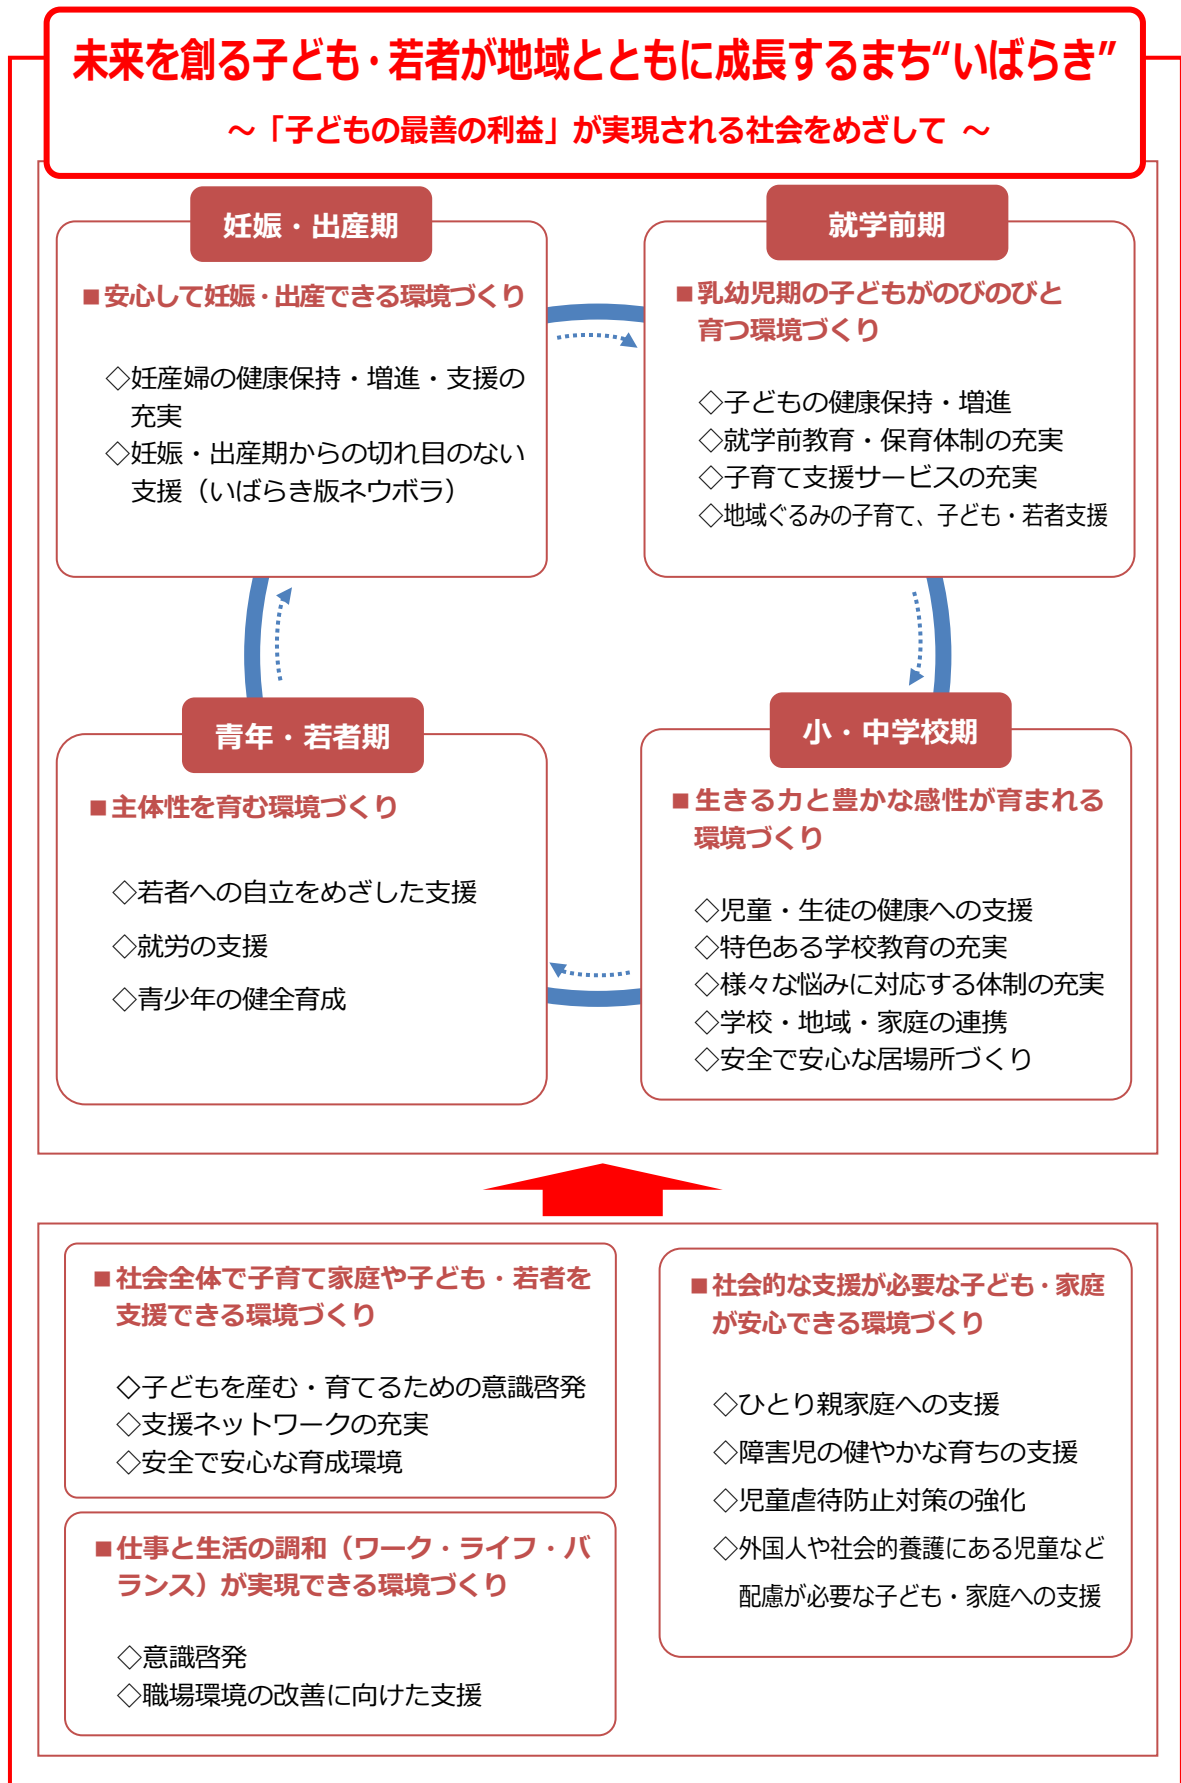 未来を創る子ども・若者が地域とともに成長するまち“いばらき”
～「子どもの最善の利益」が実現される社会をめざして ～
妊娠・出産期
■安心して妊娠・出産できる環境づくり
◇妊産婦の健康保持・増進・支援の
充実
◇妊娠・出産期からの切れ目のない
支援（いばらき版ネウボラ）
就学前期
■乳幼児期の子どもがのびのびと
育つ環境づくり
◇子どもの健康保持・増進
◇就学前教育・保育体制の充実
◇子育て支援サービスの充実
◇地域ぐるみの子育て、子ども・若者支援
青年・若者期
■主体性を育む環境づくり
◇若者への自立をめざした支援
◇就労の支援
◇青少年の健全育成
小・中学校期
■生きる力と豊かな感性が育まれる
環境づくり
◇児童・生徒の健康への支援
◇特色ある学校教育の充実
◇様々な悩みに対応する体制の充実
◇学校・地域・家庭の連携
◇安全で安心な居場所づくり
■社会全体で子育て家庭や子ども・若者を
支援できる環境づくり
◇子どもを産む・育てるための意識啓発
◇支援ネットワークの充実
◇安全で安心な育成環境
■仕事と生活の調和（ワーク・ライフ・バ
ランス）が実現できる環境づくり
◇意識啓発
◇職場環境の改善に向けた支援
■社会的な支援が必要な子ども・家庭
が安心できる環境づくり
◇ひとり親家庭への支援
◇障害児の健やかな育ちの支援
◇児童虐待防止対策の強化
◇外国人や社会的養護にある児童など
配慮が必要な子ども・家庭への支援